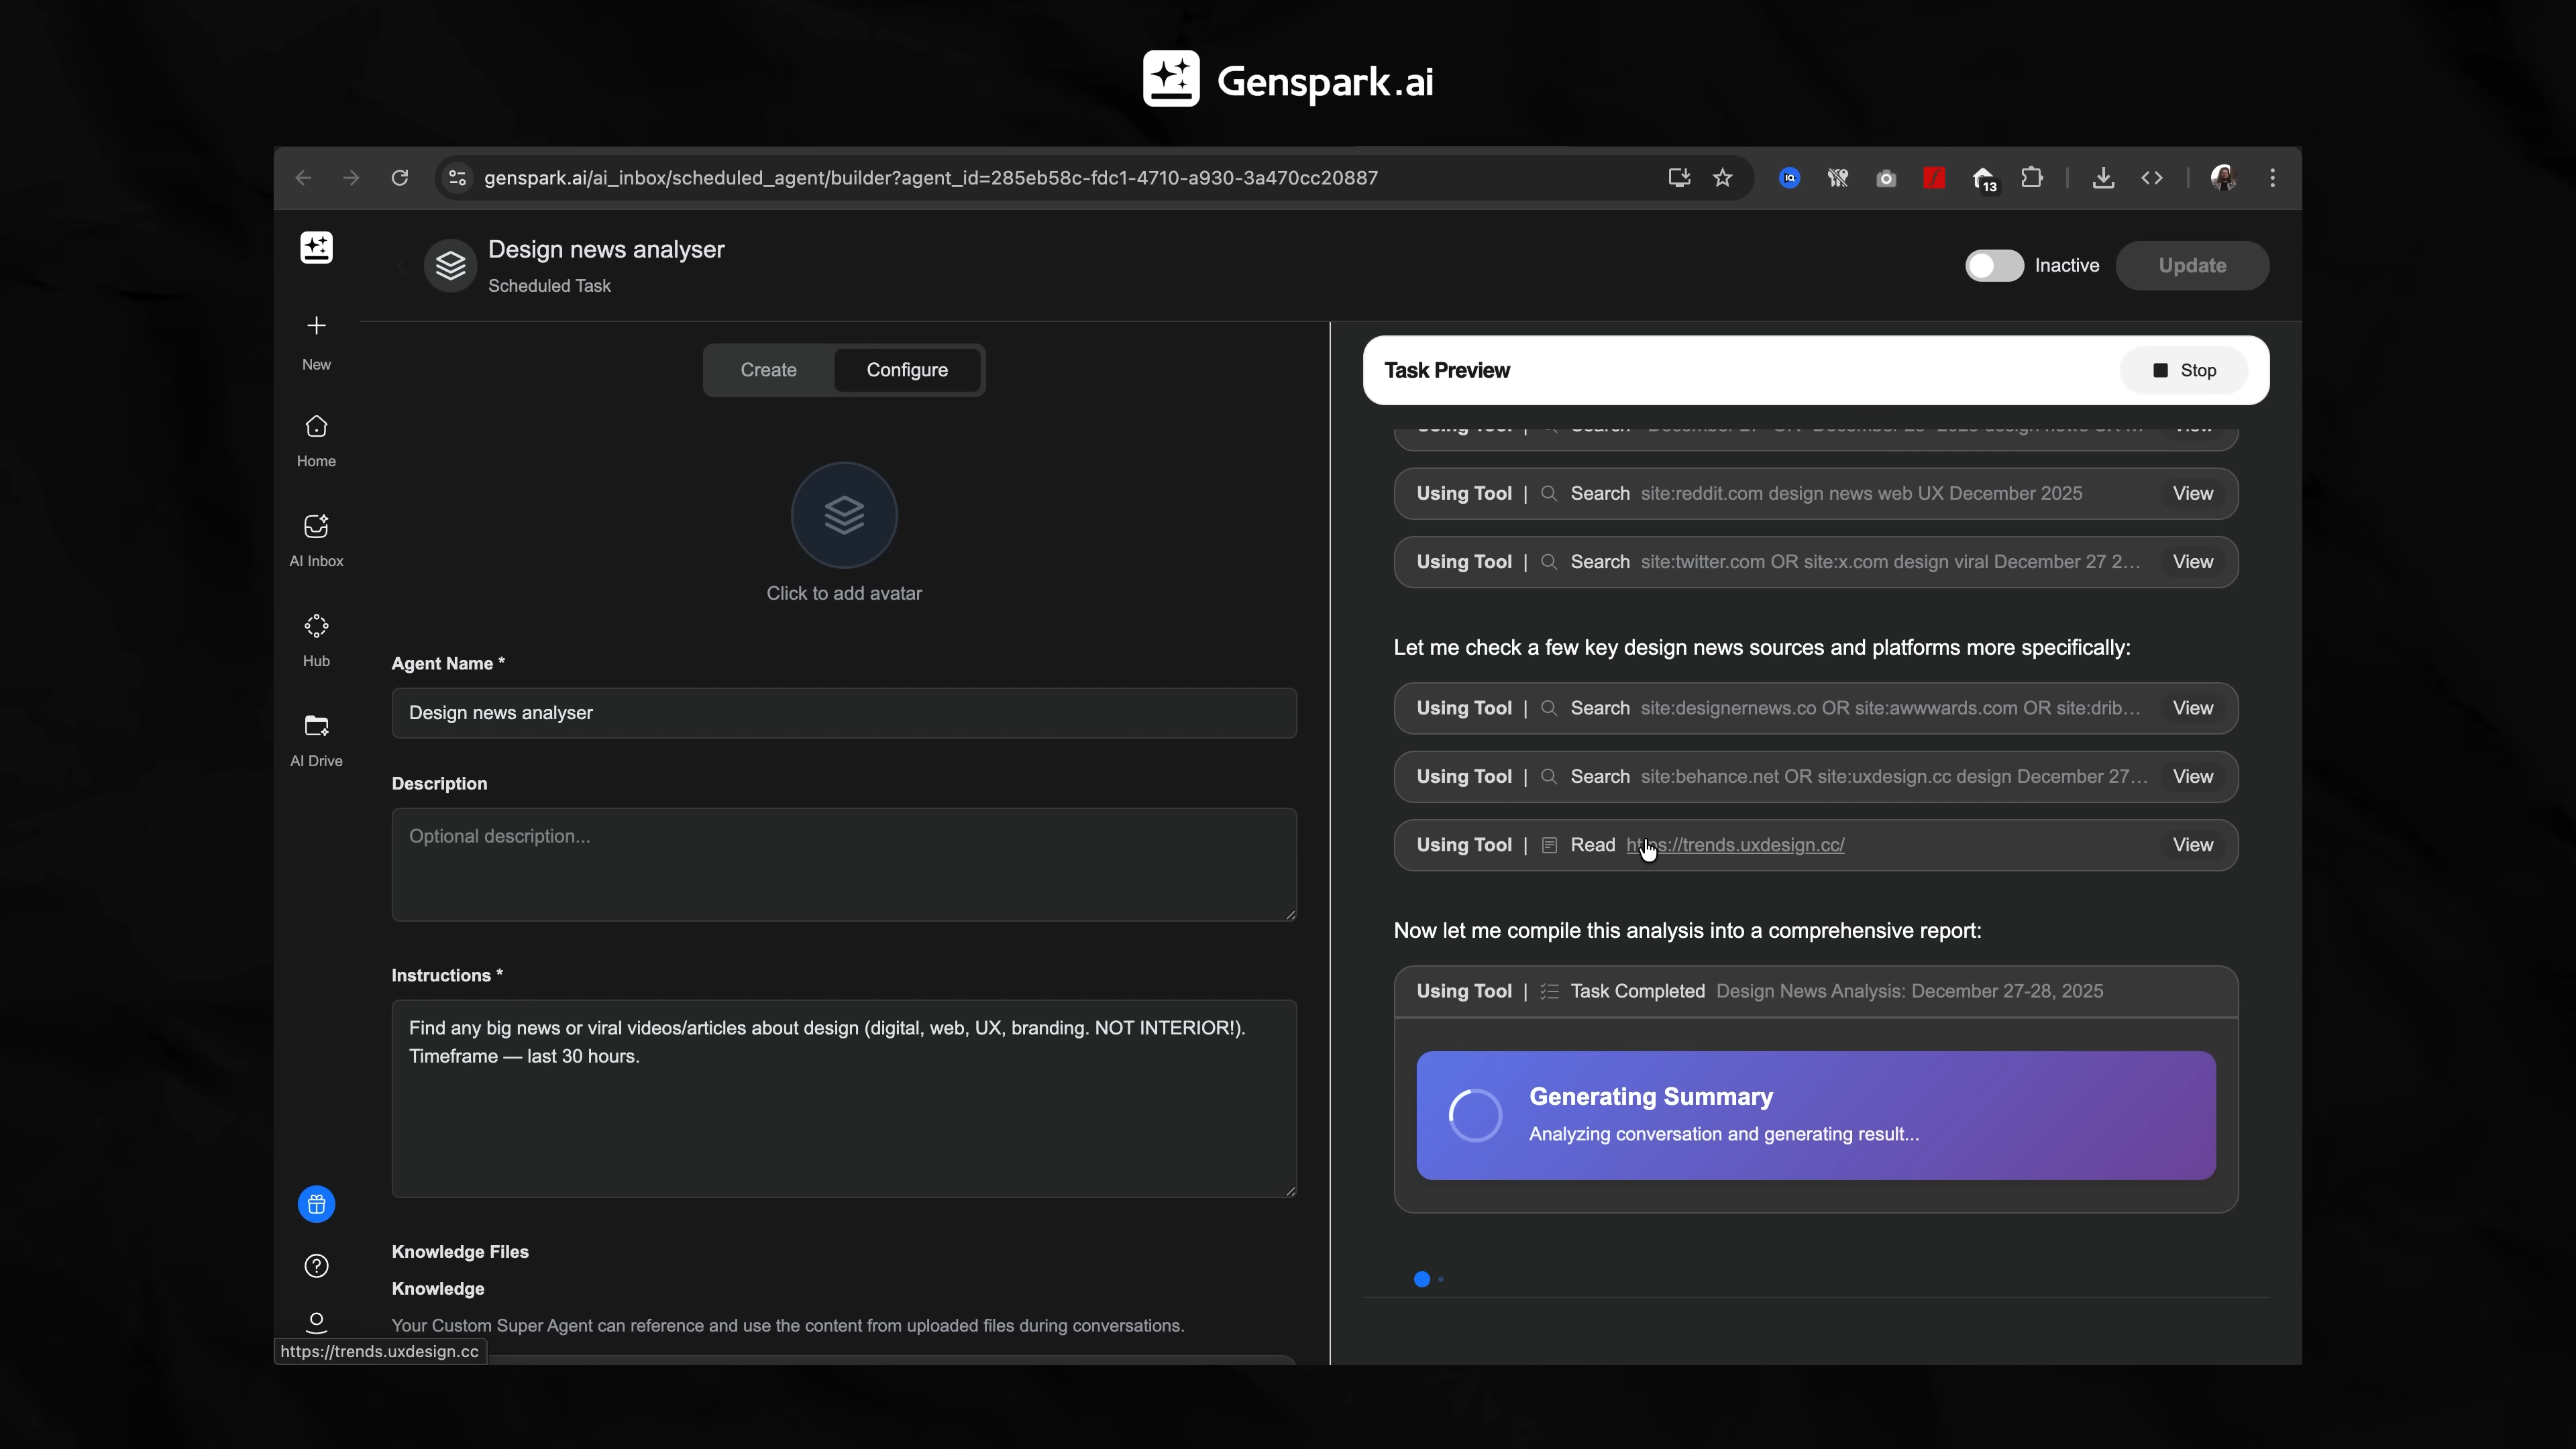 Genspark.ai
genspark.ai/ai_inbox/scheduled_agent/builder?agent_id=285eb58c-fdc1-4710-a930-3a470cc20887
IQ
13
Design news analyser
Scheduled Task
Inactive
Update
New
Home
AI Inbox
Hub
AI Drive
Create
Configure
Click to add avatar
Agent Name *
Design news analyser
Description
Optional description...
Instructions *
Find any big news or viral videos/articles about design (digital, web, UX, branding. NOT INTERIOR!).
Timeframe — last 30 hours.
Knowledge Files
Knowledge
Your Custom Super Agent can reference and use the content from uploaded files during conversations.
https://trends.uxdesign.cc
Task Preview
Stop
Using Tool | Search site:reddit.com design news web UX December 2025 View
Using Tool | Search site:twitter.com OR site:x.com design viral December 27 2... View
Let me check a few key design news sources and platforms more specifically:
Using Tool | Search site:designernews.co OR site:awwwards.com OR site:drib... View
Using Tool | Search site:behance.net OR site:uxdesign.cc design December 27... View
Using Tool | Read https://trends.uxdesign.cc/ View
Now let me compile this analysis into a comprehensive report:
Using Tool | Task Completed Design News Analysis: December 27-28, 2025
Generating Summary
Analyzing conversation and generating result...